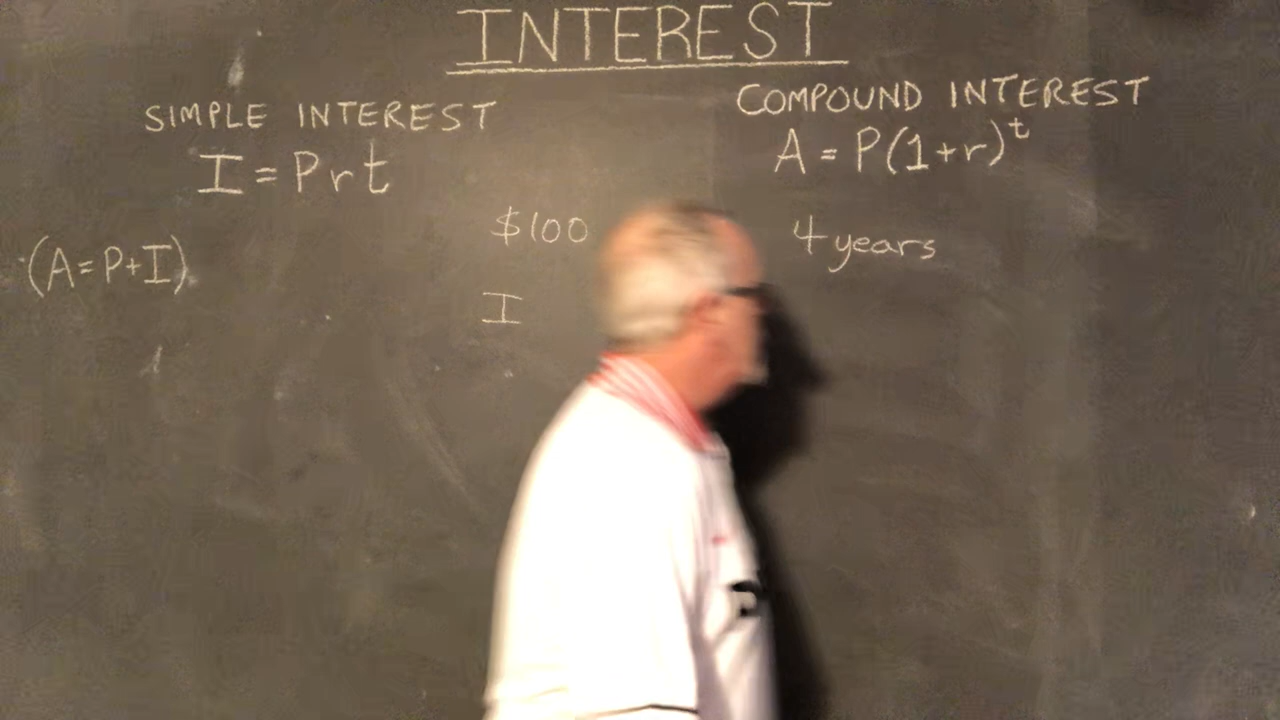 INTEREST
SIMPLE INTEREST
I = Prt
(A = P + I)
COMPOUND INTEREST
A = P(1+r)^t
$100 4 years
I